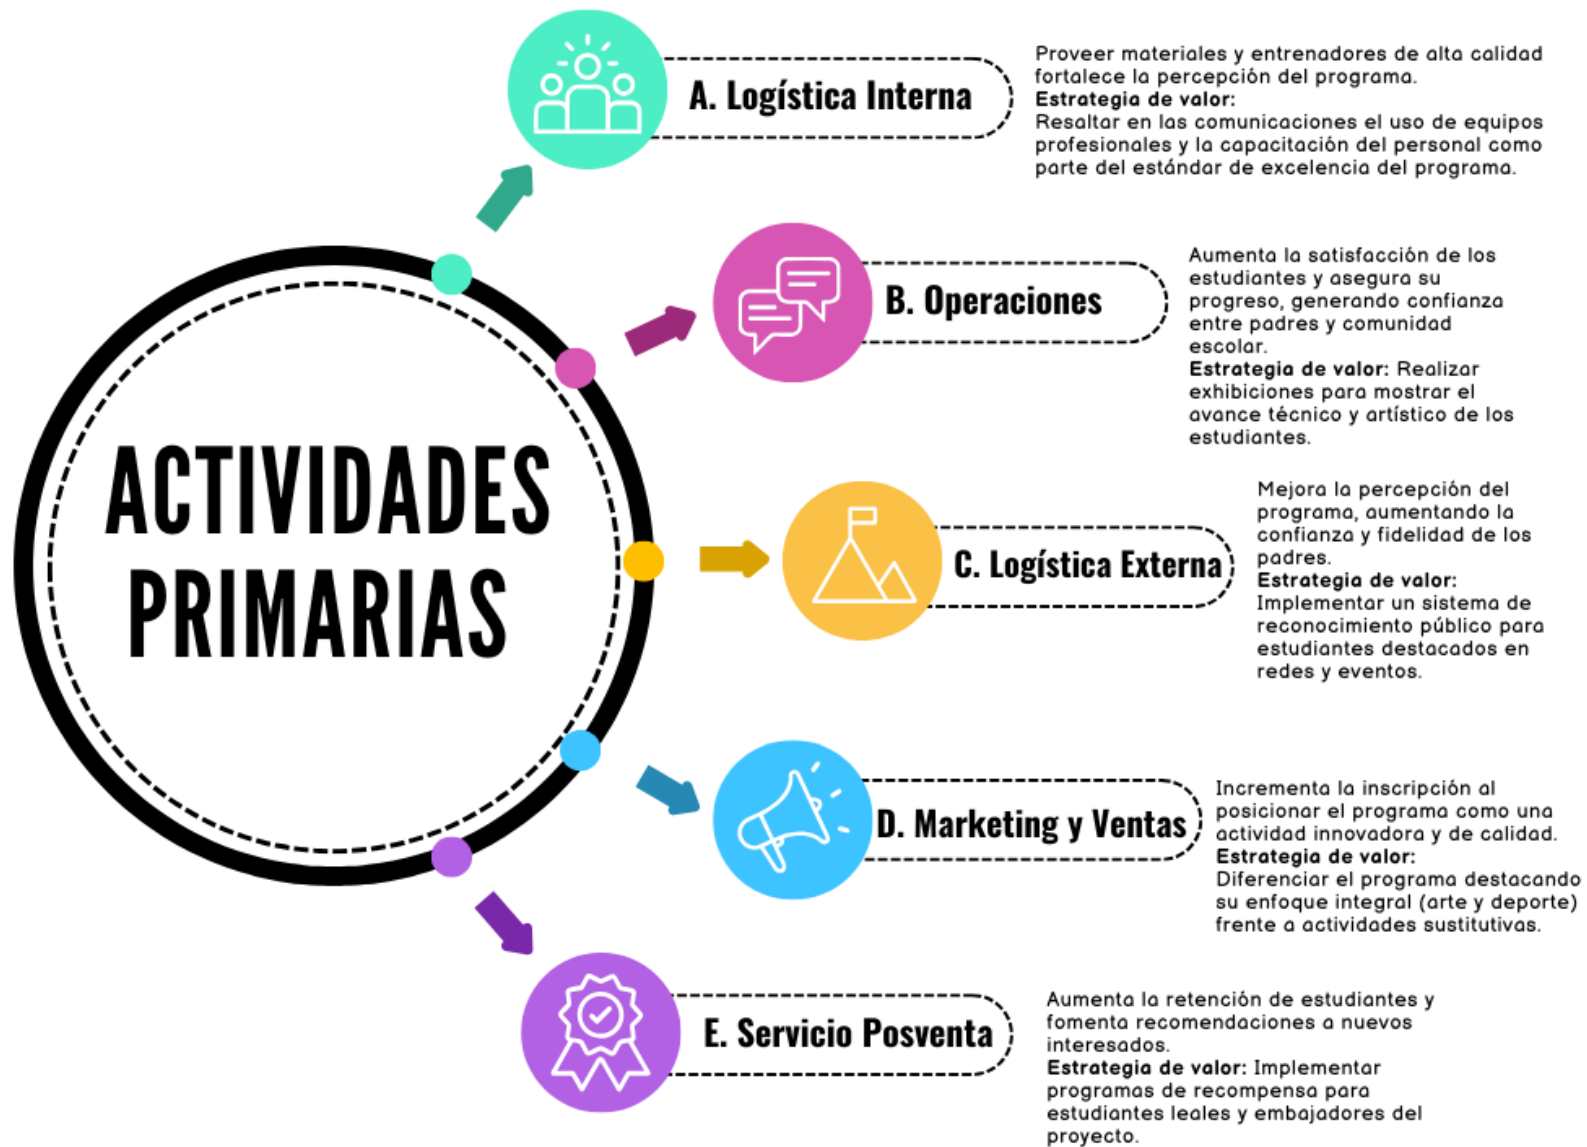 ACTIVIDADES
PRIMARIAS
A. Logística Interna
Proveer materiales y entrenadores de alta calidad
fortalece la percepción del programa.
Estrategia de valor:
Resaltar en las comunicaciones el uso de equipos
profesionales y la capacitación del personal como
parte del estándar de excelencia del programa.
B. Operaciones
Aumenta la satisfacción de los
estudiantes y asegura su
progreso, generando confianza
entre padres y comunidad
escolar.
Estrategia de valor: Realizar
exhibiciones para mostrar el
avance técnico y artístico de los
estudiantes.
C. Logística Externa
Mejora la percepción del
programa, aumentando la
confianza y fidelidad de los
padres.
Estrategia de valor:
Implementar un sistema de
reconocimiento público para
estudiantes destacados en
redes y eventos.
D. Marketing y Ventas
Incrementa la inscripción al
posicionar el programa como una
actividad innovadora y de calidad.
Estrategia de valor:
Diferenciar el programa destacando
su enfoque integral (arte y deporte)
frente a actividades sustitutivas.
E. Servicio Posventa
Aumenta la retención de estudiantes y
fomenta recomendaciones a nuevos
interesados.
Estrategia de valor: Implementar
programas de recompensa para
estudiantes leales y embajadores del
proyecto.